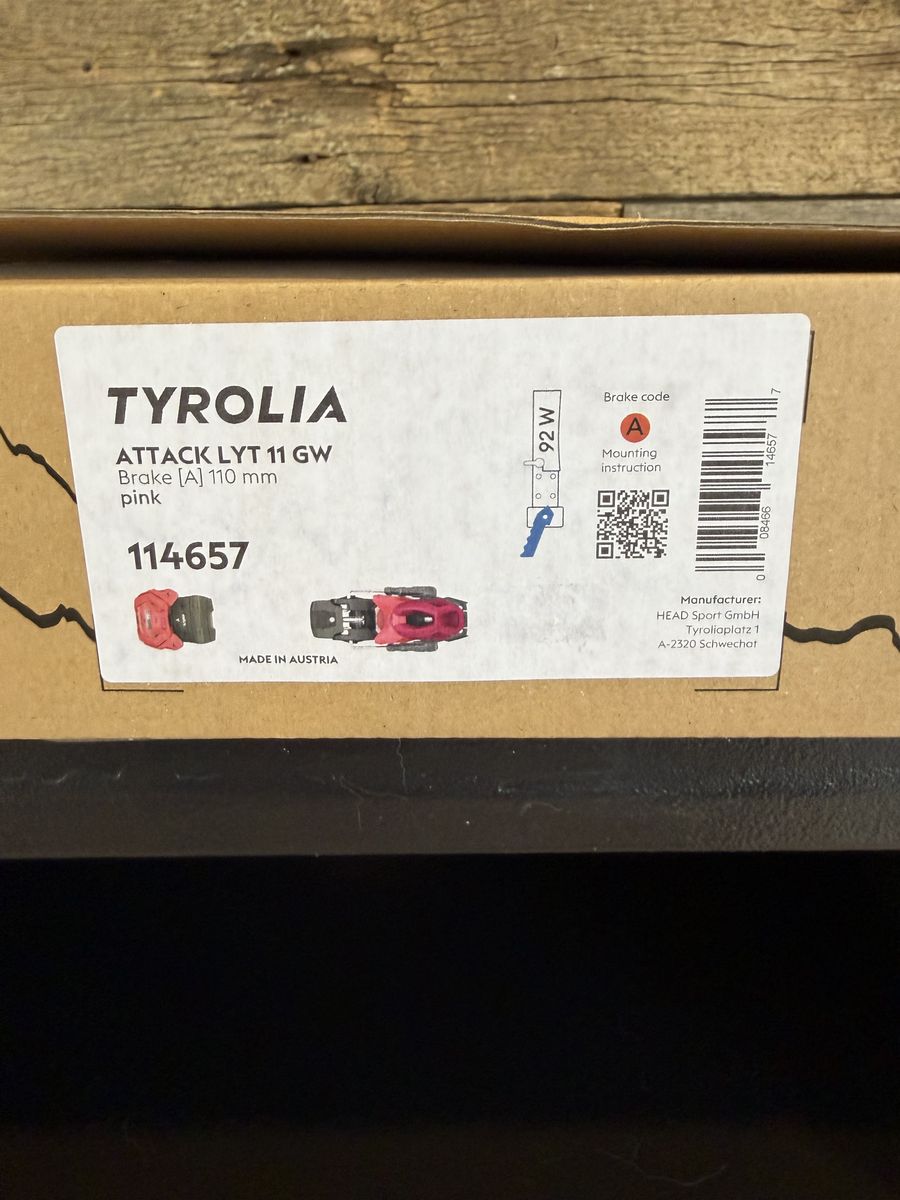 TYROLIA
ATTACK LYT 11 GW
Brake [A] 110 mm
pink
114657
MADE IN AUSTRIA
92 W
Brake code
A
Mounting
instruction
0 08466 14657 7
Manufacturer:
HEAD Sport GmbH
Tyroliaplatz 1
A-2320 Schwechat